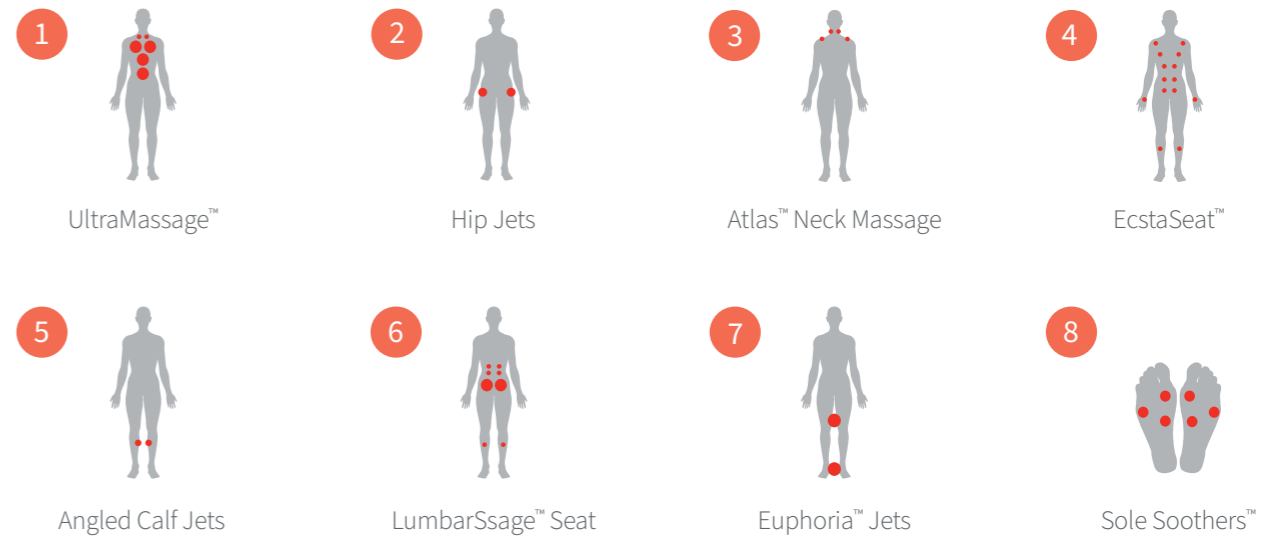 1
2
3
4
UltraMassage™
Hip Jets
Atlas™ Neck Massage
EcstaSeat™
5
6
7
8
Angled Calf Jets
LumbarSsage™ Seat
Euphoria™ Jets
Sole Soothers™